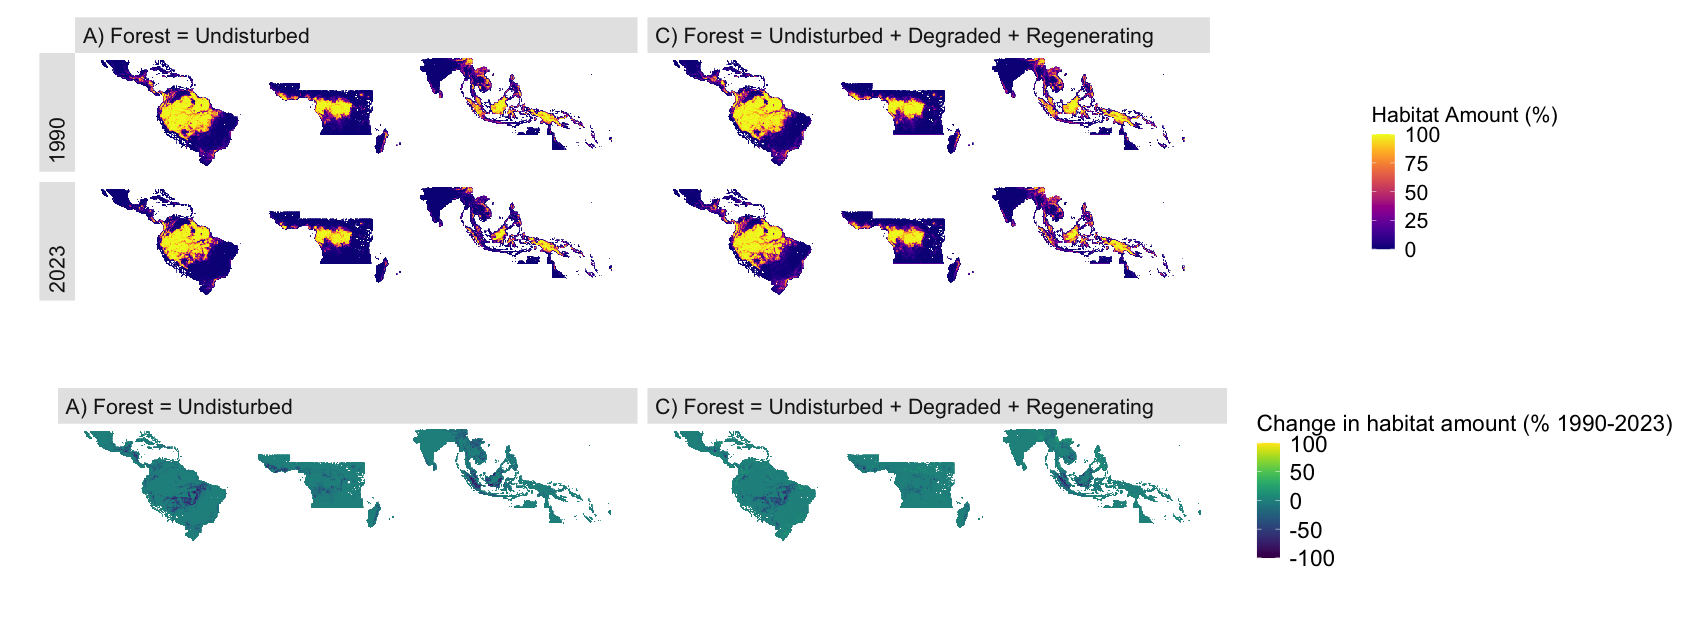 A) Forest = Undisturbed
C) Forest = Undisturbed + Degraded + Regenerating
1990
2023
Habitat Amount (%)
100
75
50
25
0
A) Forest = Undisturbed
C) Forest = Undisturbed + Degraded + Regenerating
Change in habitat amount (% 1990-2023)
100
50
0
-50
-100